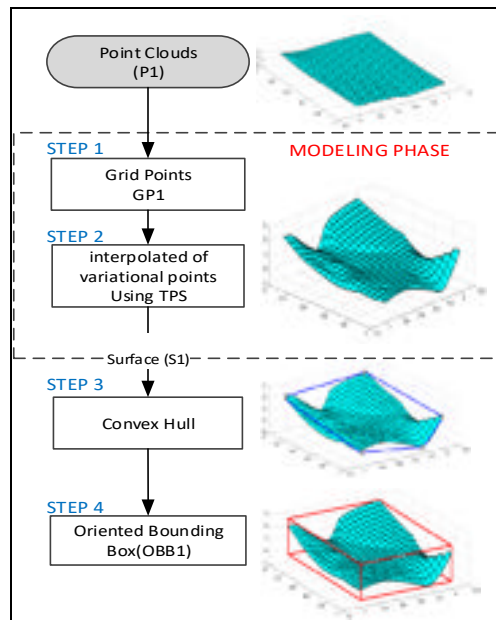 Point Clouds
(P1)
STEP 1
MODELING PHASE
Grid Points
GP1
STEP 2
interpolated of
variational points
Using TPS
Surface (S1)
STEP 3
Convex Hull
STEP 4
Oriented Bounding
Box(OBB1)